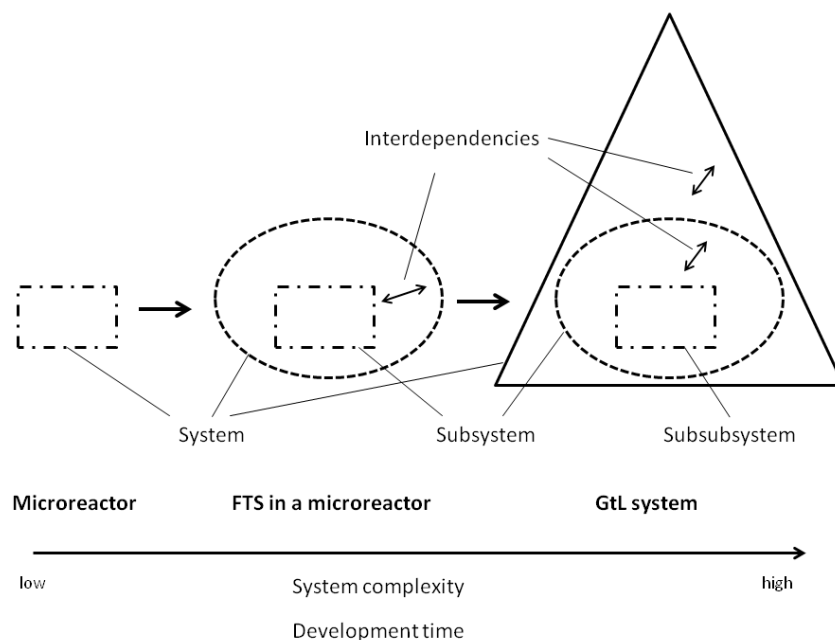 Interdependencies
System
Subsystem
Subsubsystem
Microreactor
FTS in a microreactor
GtL system
low
System complexity
high
Development time